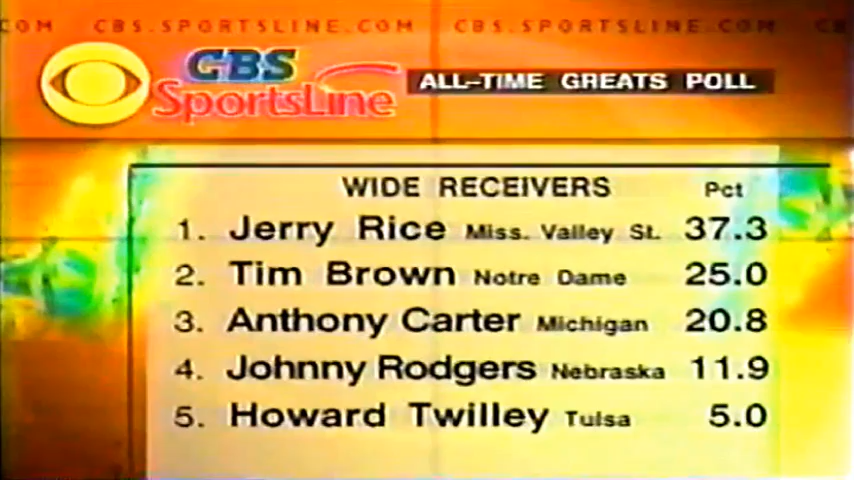 COM CBS.SPORTSLINE.COM CBS.SPORTSLINE.COM CB
CBS
SportsLine
ALL-TIME GREATS POLL
WIDE RECEIVERS Pct
1. Jerry Rice Miss. Valley St. 37.3
2. Tim Brown Notre Dame 25.0
3. Anthony Carter Michigan 20.8
4. Johnny Rodgers Nebraska 11.9
5. Howard Twilley Tulsa 5.0